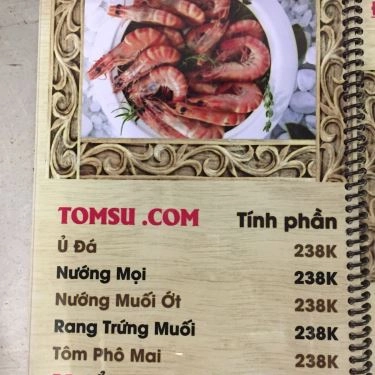 TOMSU .COM Tính phần
Ủ Đá 238K
Nướng Mọi 238K
Nướng Muối Ớt 238K
Rang Trứng Muối 238K
Tôm Phô Mai 238K